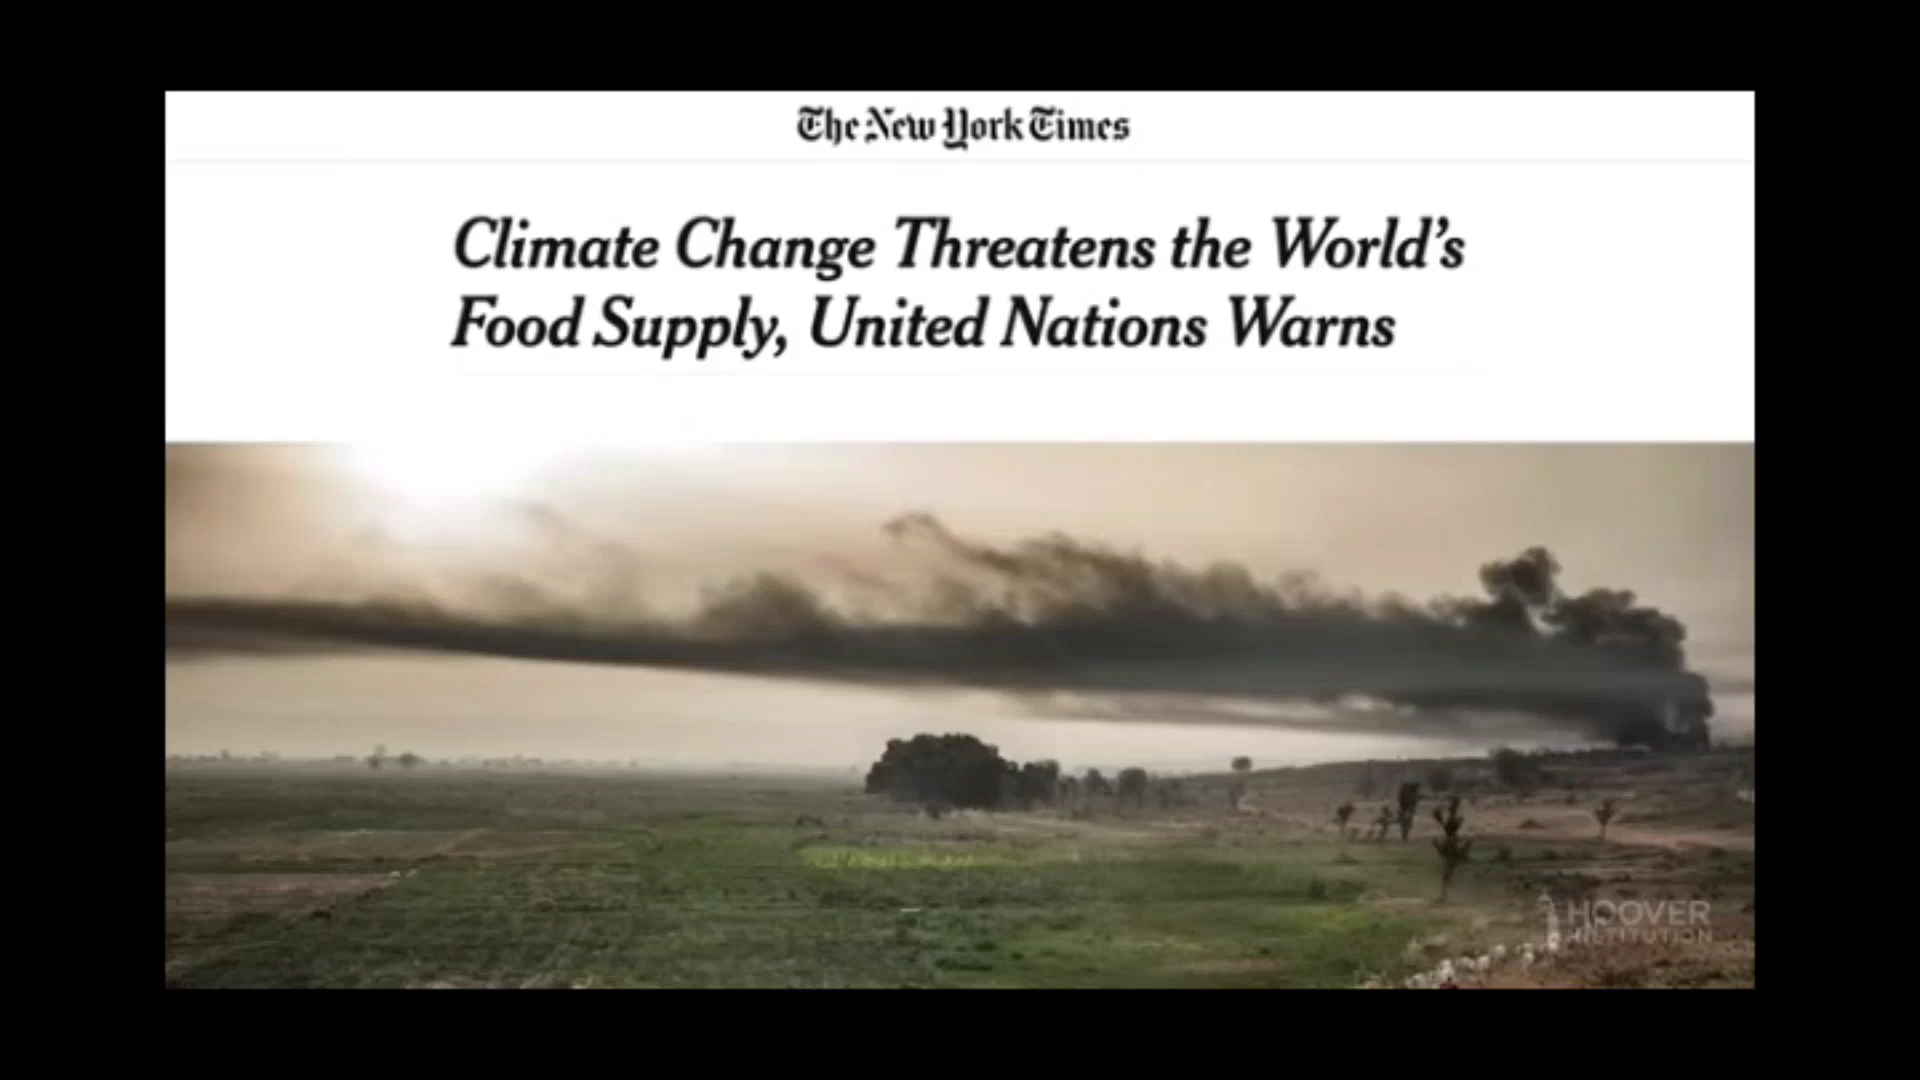 The New York Times
Climate Change Threatens the World's
Food Supply, United Nations Warns
HOOVER
INSTITUTION